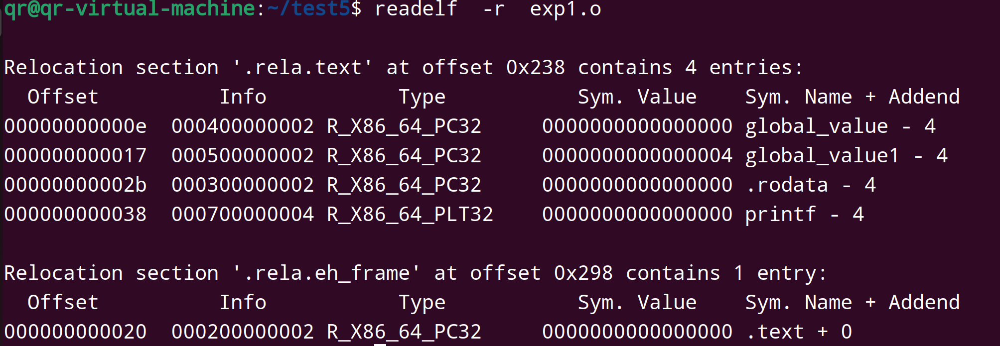 qr@qr-virtual-machine:~/test5$ readelf  -r  exp1.o
Relocation section '.rela.text' at offset 0x238 contains 4 entries:
  Offset          Info           Type           Sym. Value    Sym. Name + Addend
00000000000e  000400000002 R_X86_64_PC32     0000000000000000 global_value - 4
000000000017  000500000002 R_X86_64_PC32     0000000000000004 global_value1 - 4
00000000002b  000300000002 R_X86_64_PC32     0000000000000000 .rodata - 4
000000000038  000700000004 R_X86_64_PLT32    0000000000000000 printf - 4
Relocation section '.rela.eh_frame' at offset 0x298 contains 1 entry:
  Offset          Info           Type           Sym. Value    Sym. Name + Addend
000000000020  000200000002 R_X86_64_PC32     0000000000000000 .text + 0